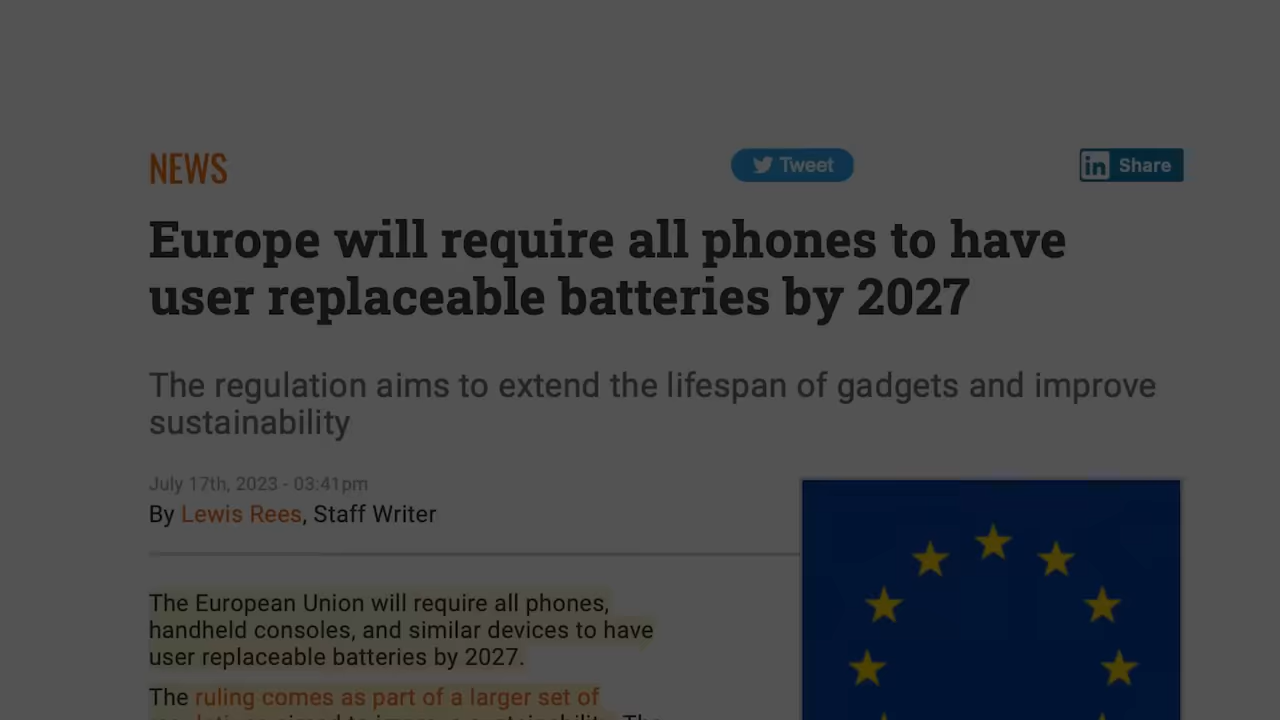 NEWS
Tweet
in Share
Europe will require all phones to have
user replaceable batteries by 2027
The regulation aims to extend the lifespan of gadgets and improve
sustainability
July 17th, 2023 - 03:41pm
By Lewis Rees, Staff Writer
The European Union will require all phones,
handheld consoles, and similar devices to have
user replaceable batteries by 2027.
The ruling comes as part of a larger set of